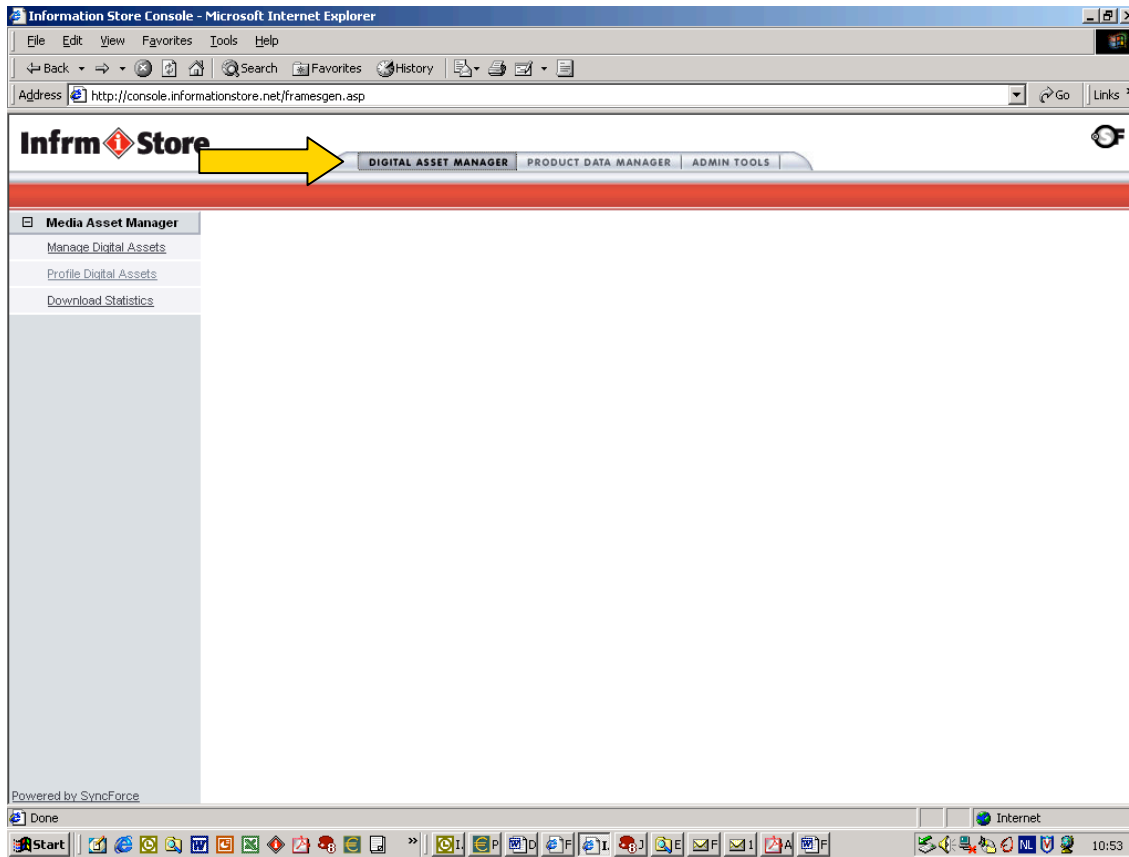 Information Store Console - Microsoft Internet Explorer
File Edit View Favorites Tools Help
Back Search Favorites History
Address http://console.informationstore.net/framesgen.asp Go Links
Infrm i Store
DIGITAL ASSET MANAGER PRODUCT DATA MANAGER ADMIN TOOLS
Media Asset Manager
Manage Digital Assets
Profile Digital Assets
Download Statistics
Powered by SyncForce
Done Internet
Start I. P D F I. J E F 1 A F NL 10:53